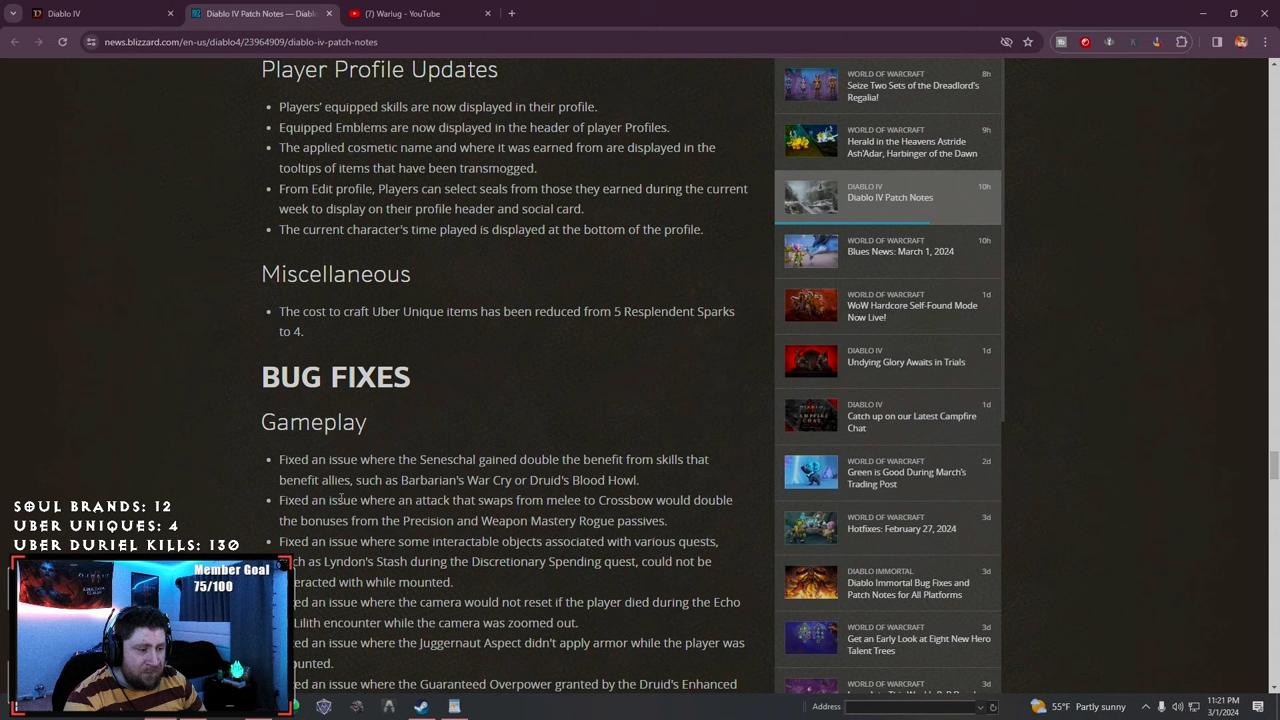 Diablo IV
Diablo IV Patch Notes — Diablo
(7) Warlug - YouTube
news.blizzard.com/en-us/diablo4/23964909/diablo-iv-patch-notes
Player Profile Updates
• Players’ equipped skills are now displayed in their profile.
• Equipped Emblems are now displayed in the header of player Profiles.
• The applied cosmetic name and where it was earned from are displayed in the
tooltips of items that have been transmogged.
• From Edit profile, Players can select seals from those they earned during the current
week to display on their profile header and social card.
• The current character's time played is displayed at the bottom of the profile.
Miscellaneous
• The cost to craft Uber Unique items has been reduced from 5 Resplendent Sparks
to 4.
BUG FIXES
Gameplay
• Fixed an issue where the Seneschal gained double the benefit from skills that
benefit allies, such as Barbarian's War Cry or Druid's Blood Howl.
• Fixed an issue where an attack that swaps from melee to Crossbow would double
the bonuses from the Precision and Weapon Mastery Rogue passives.
• Fixed an issue where some interactable objects associated with various quests,
such as Lyndon's Stash during the Discretionary Spending quest, could not be
interacted with while mounted.
Fixed an issue where the camera would not reset if the player died during the Echo
Lilith encounter while the camera was zoomed out.
Fixed an issue where the Juggernaut Aspect didn't apply armor while the player was
mounted.
Fixed an issue where the Guaranteed Overpower granted by the Druid's Enhanced
WORLD OF WARCRAFT 8h
Seize Two Sets of the Dreadlord's
Regalia!
WORLD OF WARCRAFT 9h
Herald in the Heavens Astride
Ash'Adar, Harbinger of the Dawn
DIABLO IV 10h
Diablo IV Patch Notes
WORLD OF WARCRAFT 10h
Blues News: March 1, 2024
WORLD OF WARCRAFT 1d
WoW Hardcore Self-Found Mode
Now Live!
DIABLO IV 1d
Undying Glory Awaits in Trials
DIABLO IV 1d
Catch up on our Latest Campfire
Chat
WORLD OF WARCRAFT 2d
Green is Good During March's
Trading Post
WORLD OF WARCRAFT 3d
Hotfixes: February 27, 2024
DIABLO IMMORTAL 3d
Diablo Immortal Bug Fixes and
Patch Notes for All Platforms
WORLD OF WARCRAFT 3d
Get an Early Look at Eight New Hero
Talent Trees
WORLD OF WARCRAFT 3d
SOUL BRANDS: 12
UBER UNIQUES: 4
UBER DURIEL KILLS: 130
Member Goal
75/100
Address
55°F Partly sunny
11:21 PM
3/1/2024